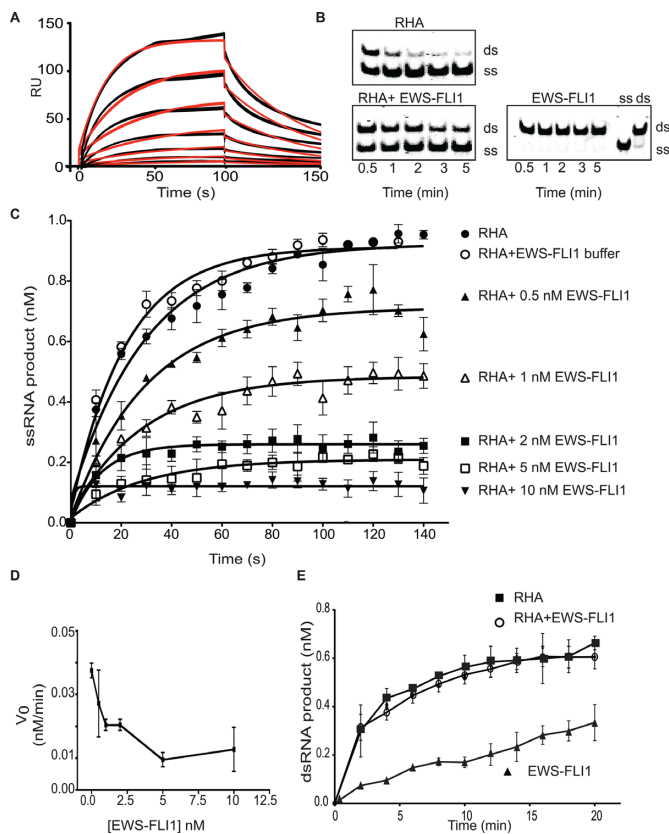 A
RU
150
100
50
0
0
50
100
150
Time (s)
B
RHA
ds
ss
RHA+ EWS-FLI1
ds
ss
0.5 1 2 3 5
Time (min)
EWS-FLI1
ss ds
ds
ss
0.5 1 2 3 5
Time (min)
C
ssRNA product (nM)
1.0
0.8
0.6
0.4
0.2
0.0
0 20 40 60 80 100 120 140
Time (s)
RHA
RHA+EWS-FLI1 buffer
RHA+ 0.5 nM EWS-FLI1
RHA+ 1 nM EWS-FLI1
RHA+ 2 nM EWS-FLI1
RHA+ 5 nM EWS-FLI1
RHA+ 10 nM EWS-FLI1
D
V0
(nM/min)
0.05
0.04
0.02
0.01
0
0.0 2.5 5 7.5 10 12.5
[EWS-FLI1] nM
E
RHA
RHA+EWS-FLI1
EWS-FLI1
dsRNA product (nM)
0.8
0.6
0.4
0.2
0.0
0 5 10 15 20
Time (min)